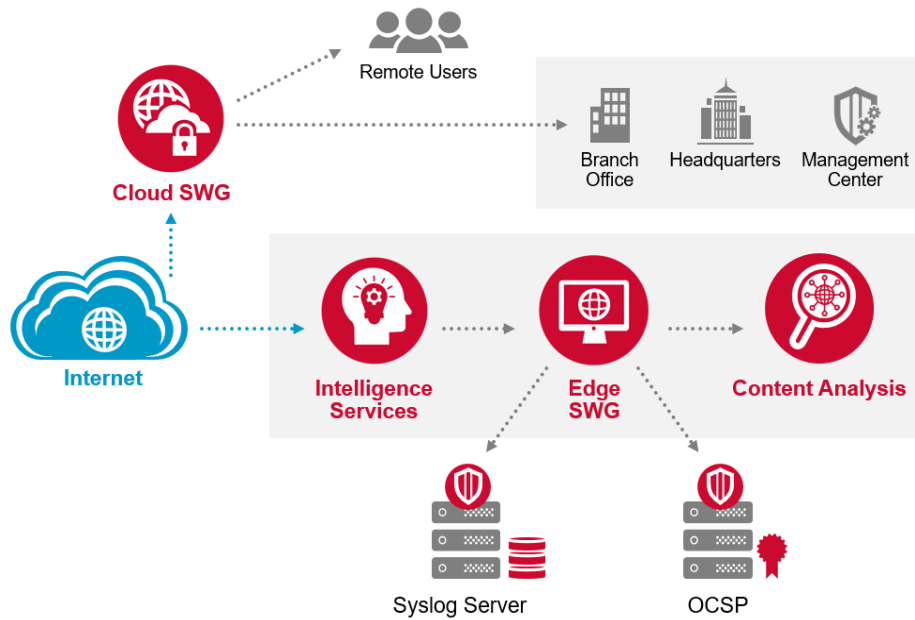 Remote Users
Branch
Office
Headquarters
Management
Center
Cloud SWG
Internet
Intelligence
Services
Edge
SWG
Content Analysis
Syslog Server
OCSP